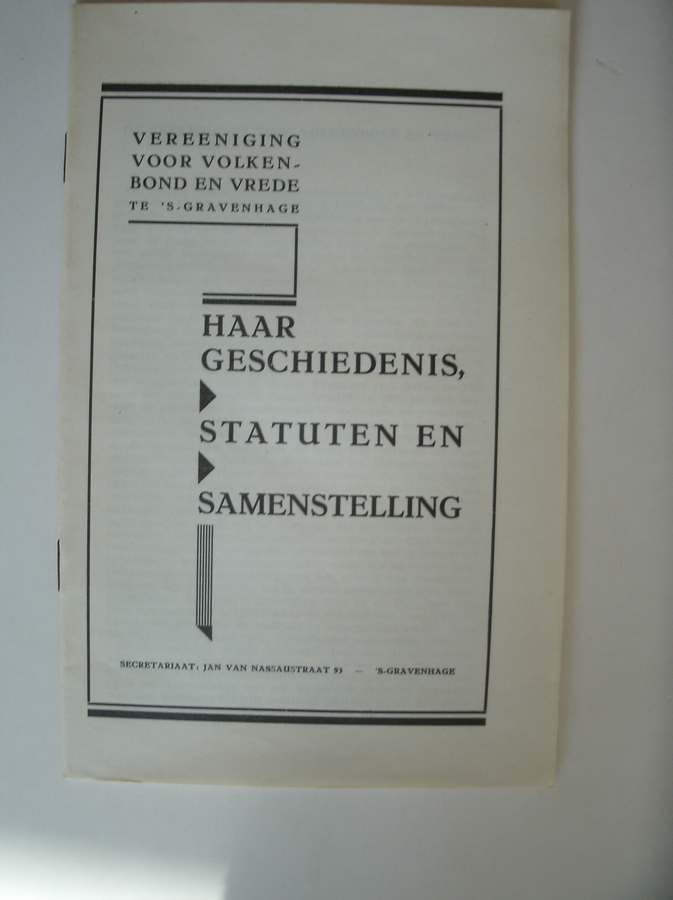 VEREENIGING
VOOR VOLKEN-
BOND EN VREDE
TE 'S-GRAVENHAGE
HAAR
GESCHIEDENIS,
STATUTEN EN
SAMENSTELLING
SECRETARIAAT: JAN VAN NASSAUSTRAAT 93 — 'S-GRAVENHAGE